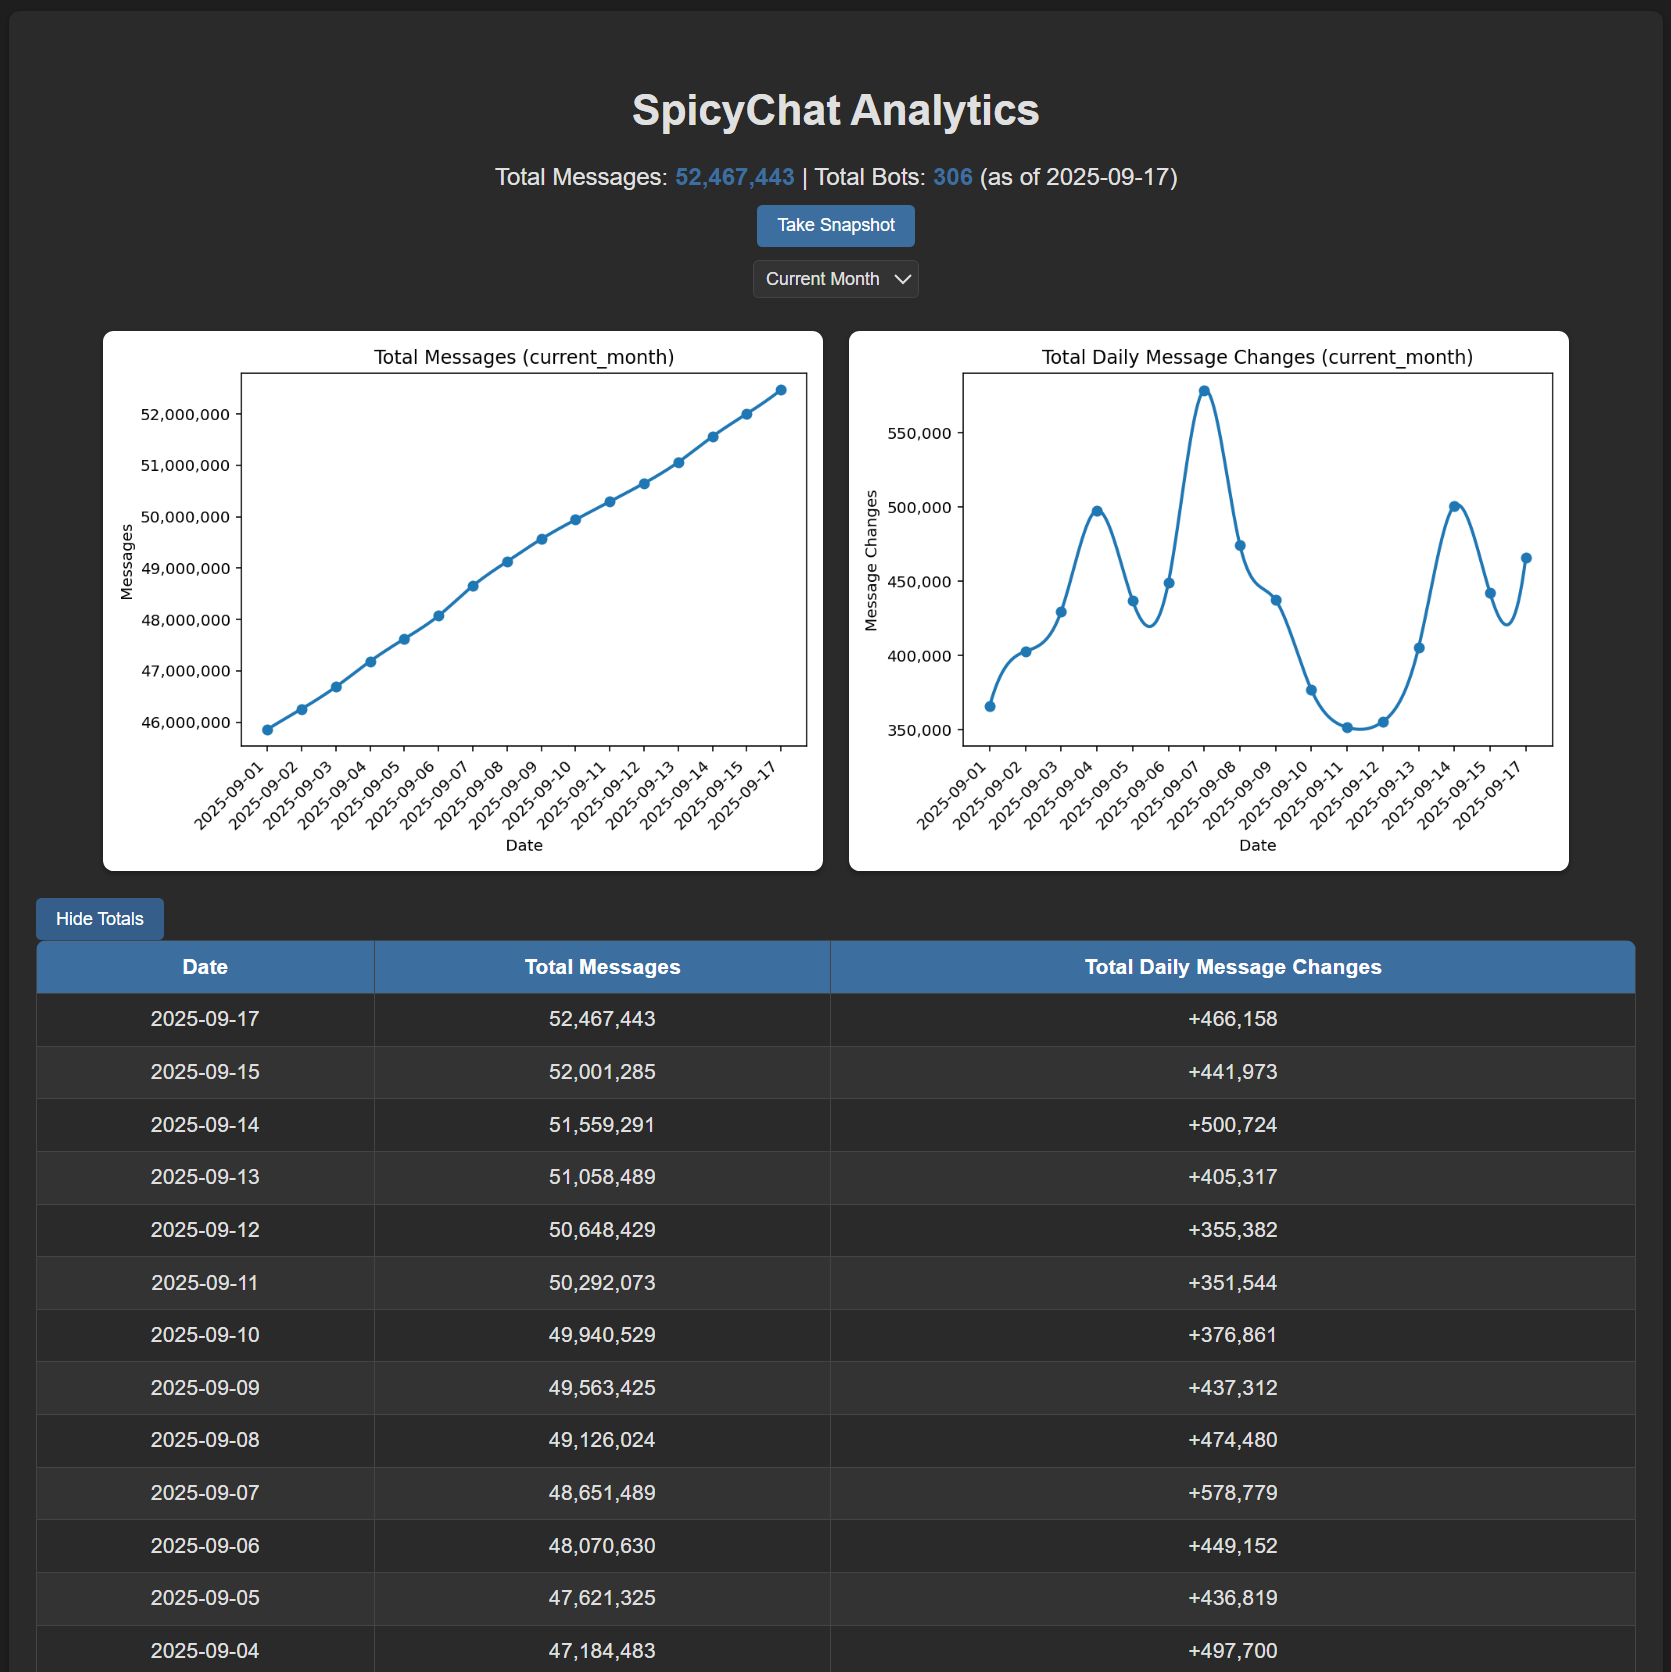 SpicyChat Analytics
Total Messages: 52,467,443 | Total Bots: 306 (as of 2025-09-17)
Take Snapshot
Current Month
Total Messages (current_month)
Messages
52,000,000
51,000,000
50,000,000
49,000,000
48,000,000
47,000,000
46,000,000
2025-09-01
2025-09-02
2025-09-03
2025-09-04
2025-09-05
2025-09-06
2025-09-07
2025-09-08
2025-09-09
2025-09-10
2025-09-11
2025-09-12
2025-09-13
2025-09-14
2025-09-15
2025-09-17
Date
Total Daily Message Changes (current_month)
Message Changes
550,000
500,000
450,000
400,000
350,000
2025-09-01
2025-09-02
2025-09-03
2025-09-04
2025-09-05
2025-09-06
2025-09-07
2025-09-08
2025-09-09
2025-09-10
2025-09-11
2025-09-12
2025-09-13
2025-09-14
2025-09-15
2025-09-17
Date
Hide Totals
Date Total Messages Total Daily Message Changes
2025-09-17 52,467,443 +466,158
2025-09-15 52,001,285 +441,973
2025-09-14 51,559,291 +500,724
2025-09-13 51,058,489 +405,317
2025-09-12 50,648,429 +355,382
2025-09-11 50,292,073 +351,544
2025-09-10 49,940,529 +376,861
2025-09-09 49,563,425 +437,312
2025-09-08 49,126,024 +474,480
2025-09-07 48,651,489 +578,779
2025-09-06 48,070,630 +449,152
2025-09-05 47,621,325 +436,819
2025-09-04 47,184,483 +497,700